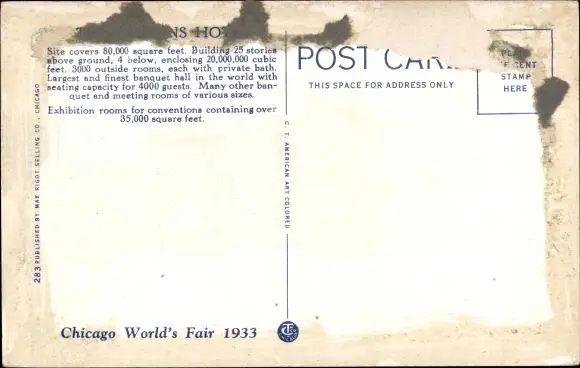 NS HO
Site covers 80,000 square feet. Building 25 stories
above ground, 4 below, enclosing 20,000,000 cubic
feet. 3000 outside rooms, each with private bath.
Largest and finest banquet hall in the world with
seating capacity for 4000 guests. Many other ban-
quet and meeting rooms of various sizes.
Exhibition rooms for conventions containing over
35,000 square feet.
283 PUBLISHED BY MAX RIGOT SELLING CO., CHICAGO
C. T. AMERICAN ART COLORED
POST CAR
THIS SPACE FOR ADDRESS ONLY
CENT
STAMP
HERE
Chicago World's Fair 1933